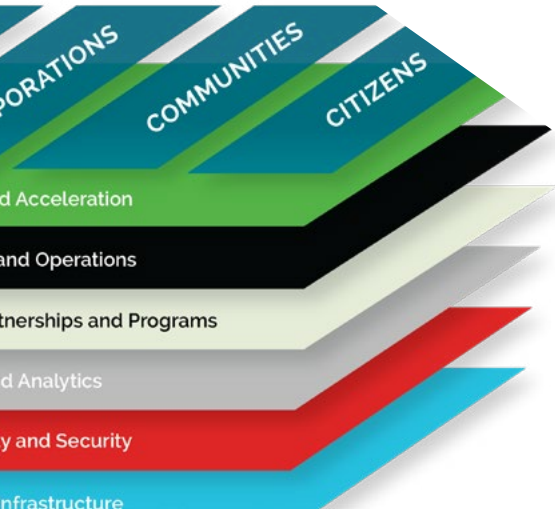 PORATIONS
COMMUNITIES
CITIZENS
d Acceleration
and Operations
tnerships and Programs
d Analytics
y and Security
nfrastructure